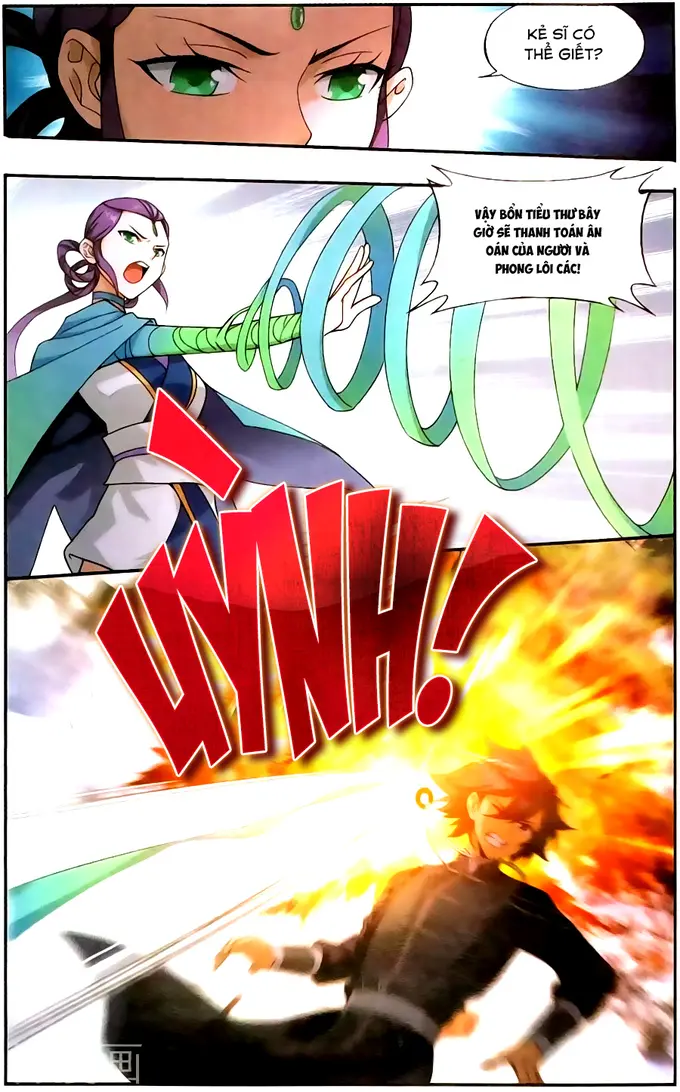 KẺ SĨ CÓ
THỂ GIẾT?
VẬY BỔN TIỂU THƯ BÂY
GIỜ SẼ THANH TOÁN ÂN
OÁN CỦA NGƯƠI VÀ
PHONG LÔI CÁC!
ÙYNH!